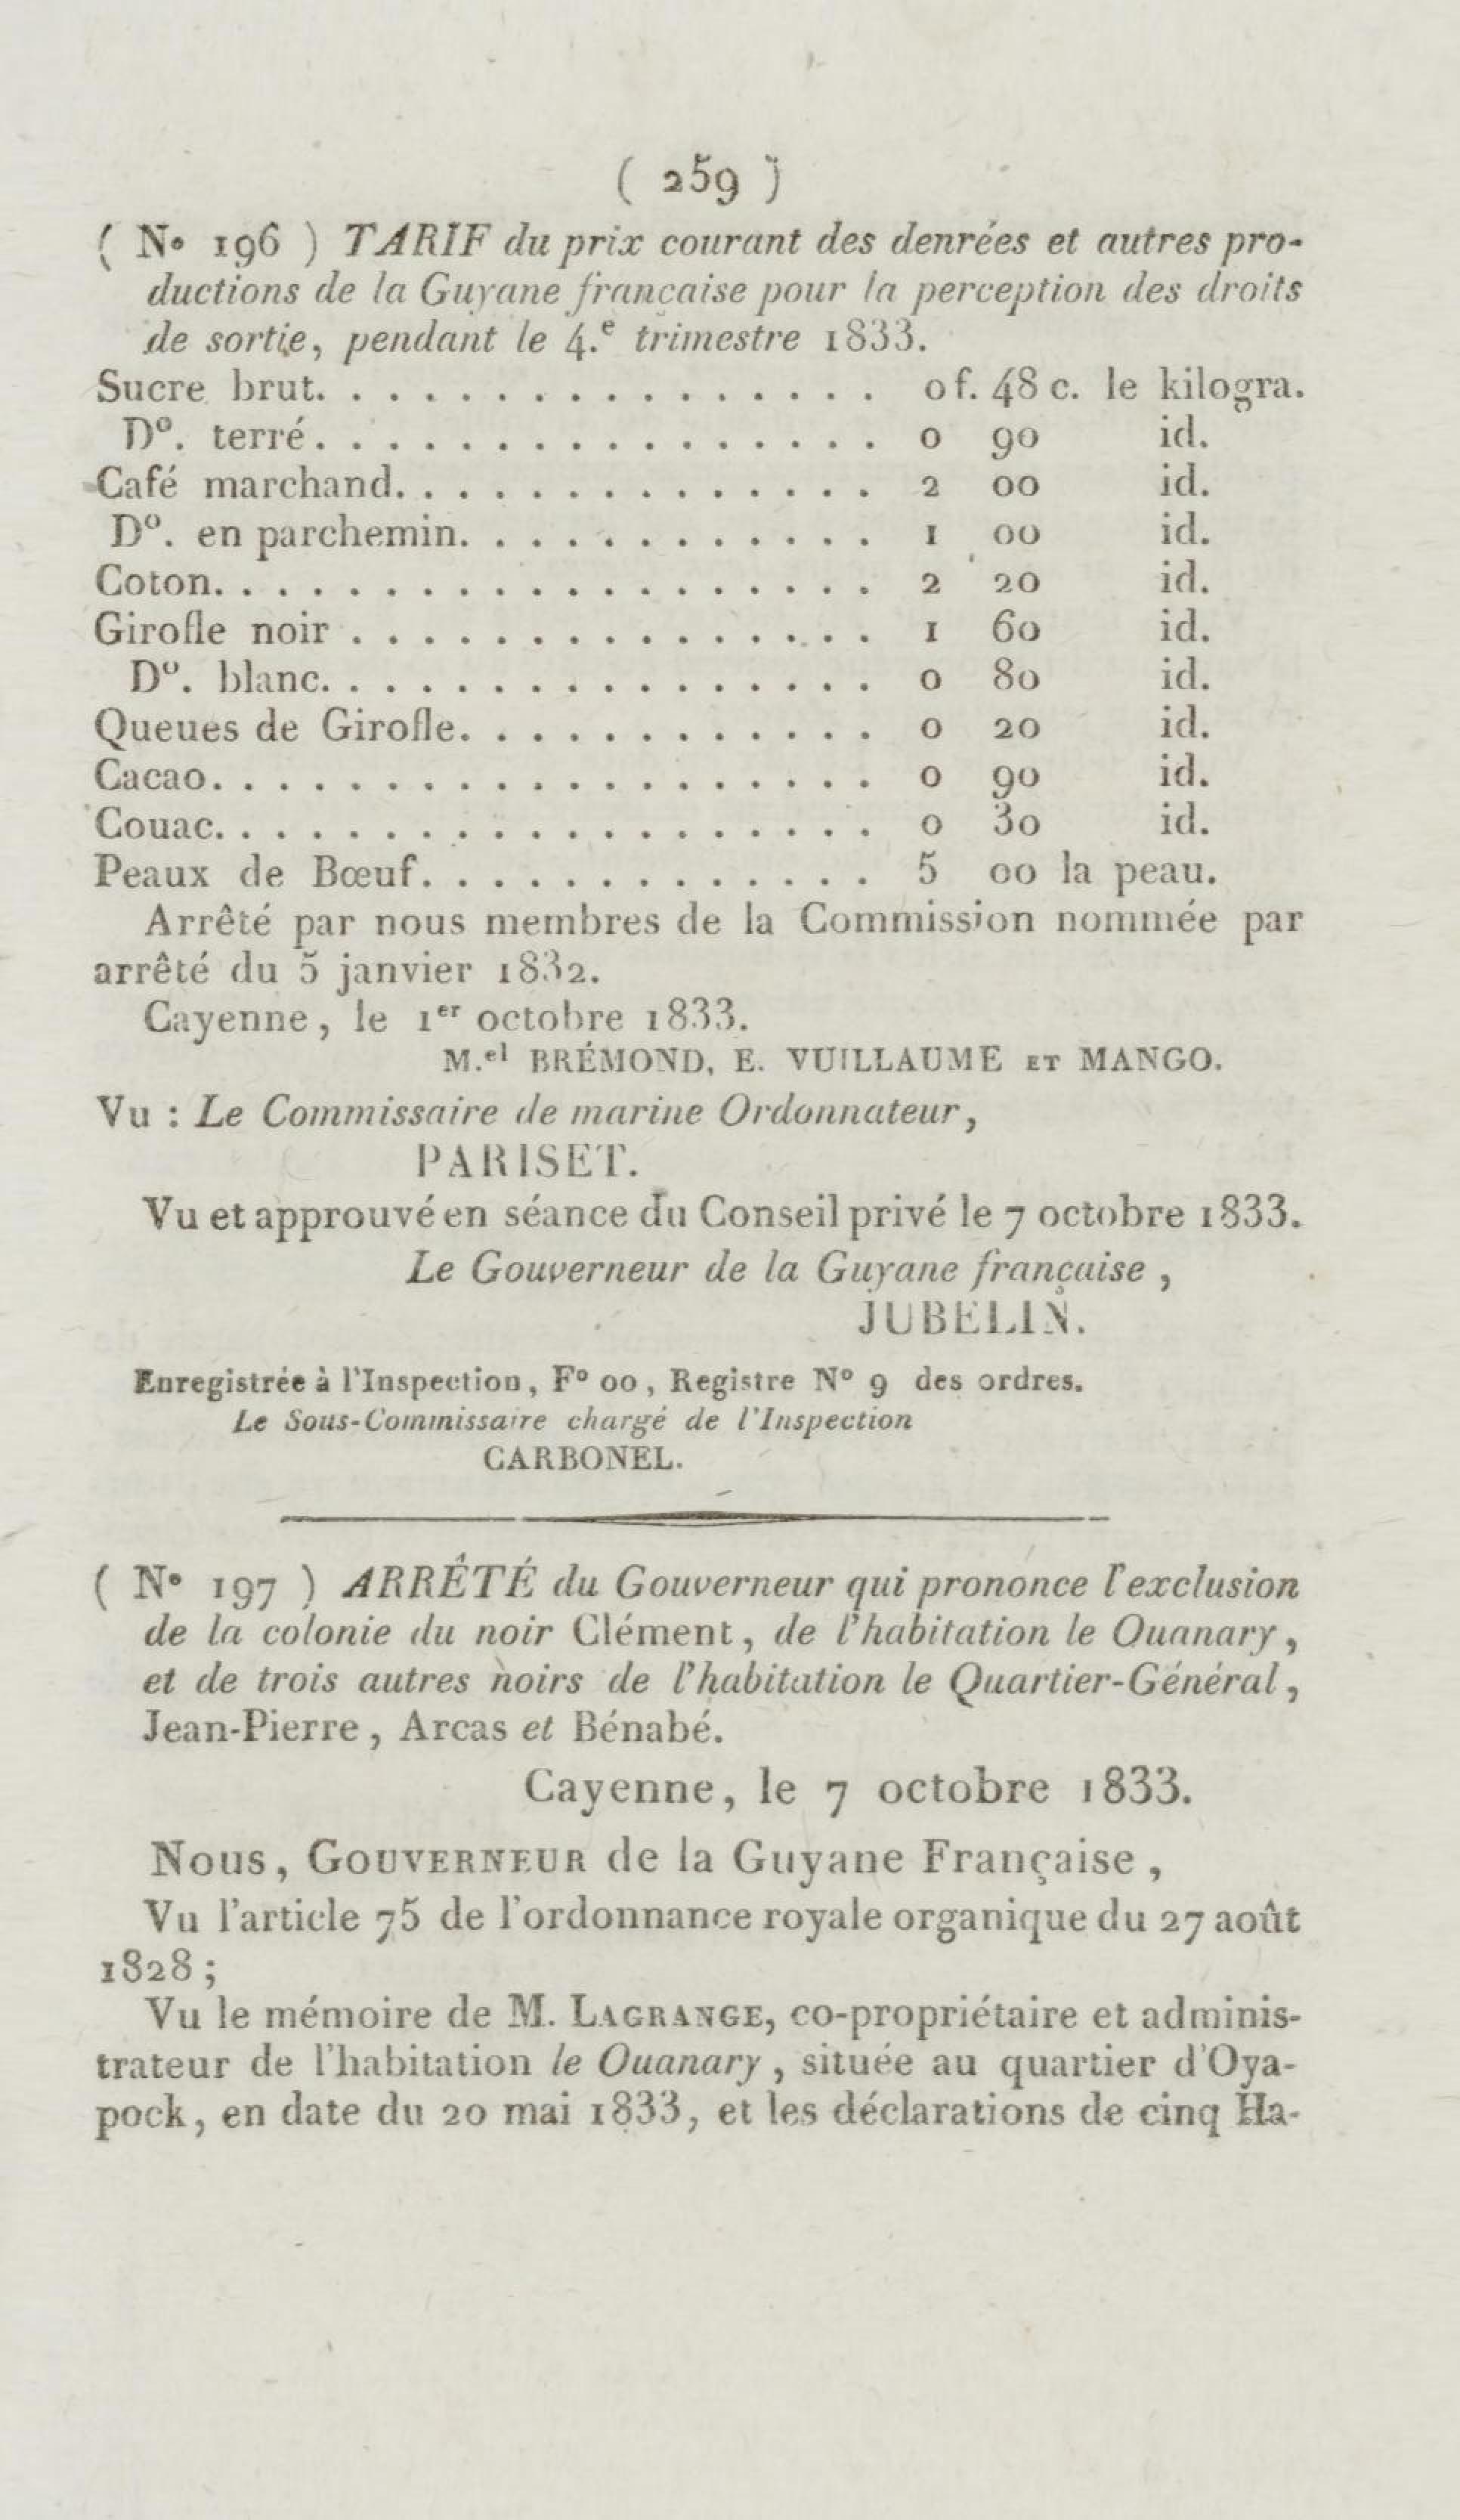 ( 259 )
( N° 196 ) TARIF du prix courant des denrées et autres pro-
ductions de la Guyane française pour la perception des droits
de sortie, pendant le 4.e trimestre 1833.
Sucre brut. . . . . . . . . . . . . . . . 0 f. 48 c. le kilogra.
D°. terré. . . . . . . . . . . . . . . . 0 90 id.
Café marchand. . . . . . . . . . . . . . 2 00 id.
D°. en parchemin. . . . . . . . . . . . 1 00 id.
Coton. . . . . . . . . . . . . . . . . . . 2 20 id.
Girofle noir . . . . . . . . . . . . . . . 1 60 id.
D°. blanc. . . . . . . . . . . . . . . . 0 80 id.
Queues de Girofle. . . . . . . . . . . . 0 20 id.
Cacao. . . . . . . . . . . . . . . . . . . 0 90 id.
Couac. . . . . . . . . . . . . . . . . . . 0 30 id.
Peaux de Bœuf. . . . . . . . . . . . . . 5 00 la peau.
Arrêté par nous membres de la Commission nommée par
arrêté du 5 janvier 1832.
Cayenne, le 1er octobre 1833.
M.el BRÉMOND, E. VUILLAUME ET MANGO.
Vu : Le Commissaire de marine Ordonnateur,
PARISET.
Vu et approuvé en séance du Conseil privé le 7 octobre 1833.
Le Gouverneur de la Guyane française ,
JUBELIN.
Enregistrée à l'Inspection, F° 00, Registre N° 9 des ordres.
Le Sous-Commissaire chargé de l'Inspection
CARBONEL.
( N° 197 ) ARRÊTÉ du Gouverneur qui prononce l'exclusion
de la colonie du noir Clément, de l'habitation le Ouanary,
et de trois autres noirs de l'habitation le Quartier-Général,
Jean-Pierre, Arcas et Bénabé.
Cayenne, le 7 octobre 1833.
Nous, GOUVERNEUR de la Guyane Française,
Vu l'article 75 de l'ordonnance royale organique du 27 août
1828;
Vu le mémoire de M. LAGRANGE, co-propriétaire et adminis-
trateur de l'habitation le Ouanary, située au quartier d'Oya-
pock, en date du 20 mai 1833, et les déclarations de cinq Ha-